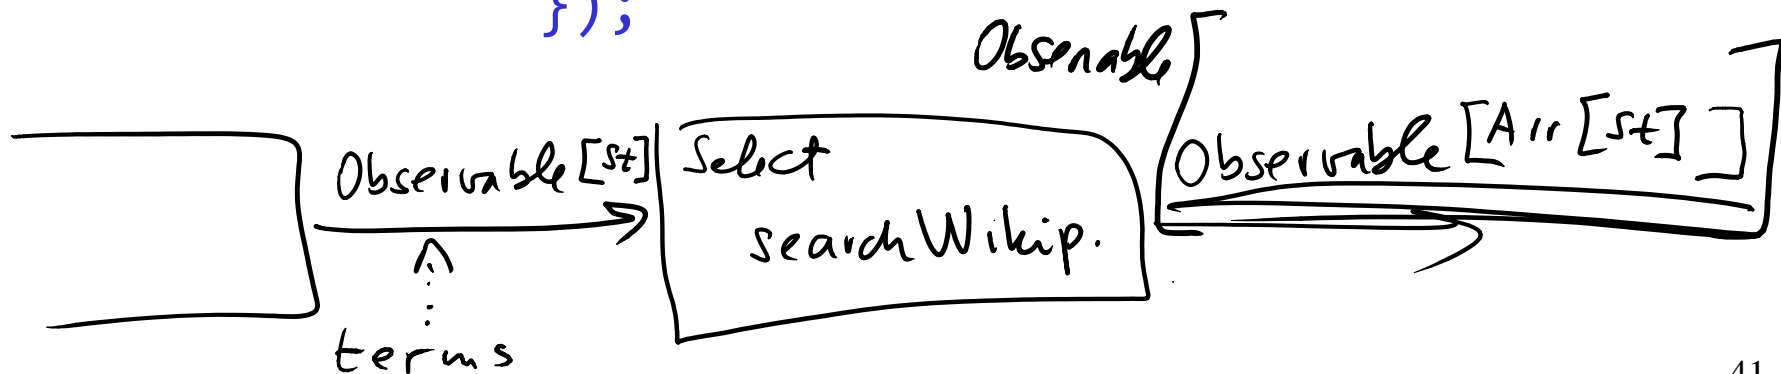 });
Observable [
Observable [st]
Select
searchWikip.
Observable [Arr [st] ]
]
terms
41